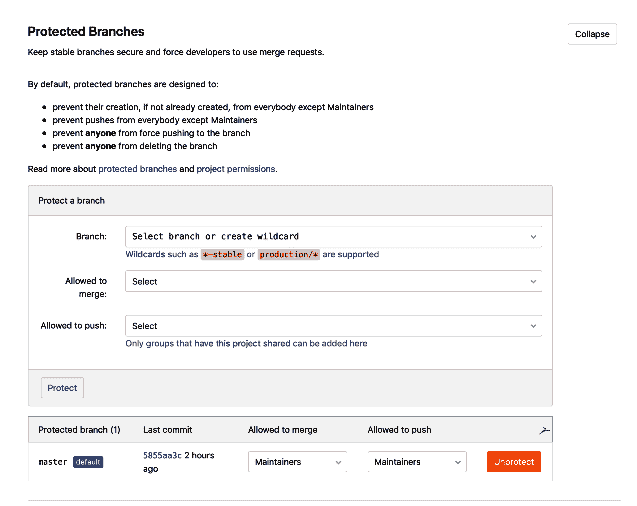 Protected Branches
Collapse
Keep stable branches secure and force developers to use merge requests.
By default, protected branches are designed to:
prevent their creation, if not already created, from everybody except Maintainers
prevent pushes from everybody except Maintainers
prevent anyone from force pushing to the branch
prevent anyone from deleting the branch
Read more about protected branches and project permissions.
Protect a branch
Branch: Select branch or create wildcard
Wildcards such as *-stable or production/* are supported
Allowed to
merge:
Select
Allowed to push: Select
Only groups that have this project shared can be added here
Protect
Protected branch (1) Last commit Allowed to merge Allowed to push
master default 5855aa3c 2 hours
ago
Maintainers Maintainers Unprotect